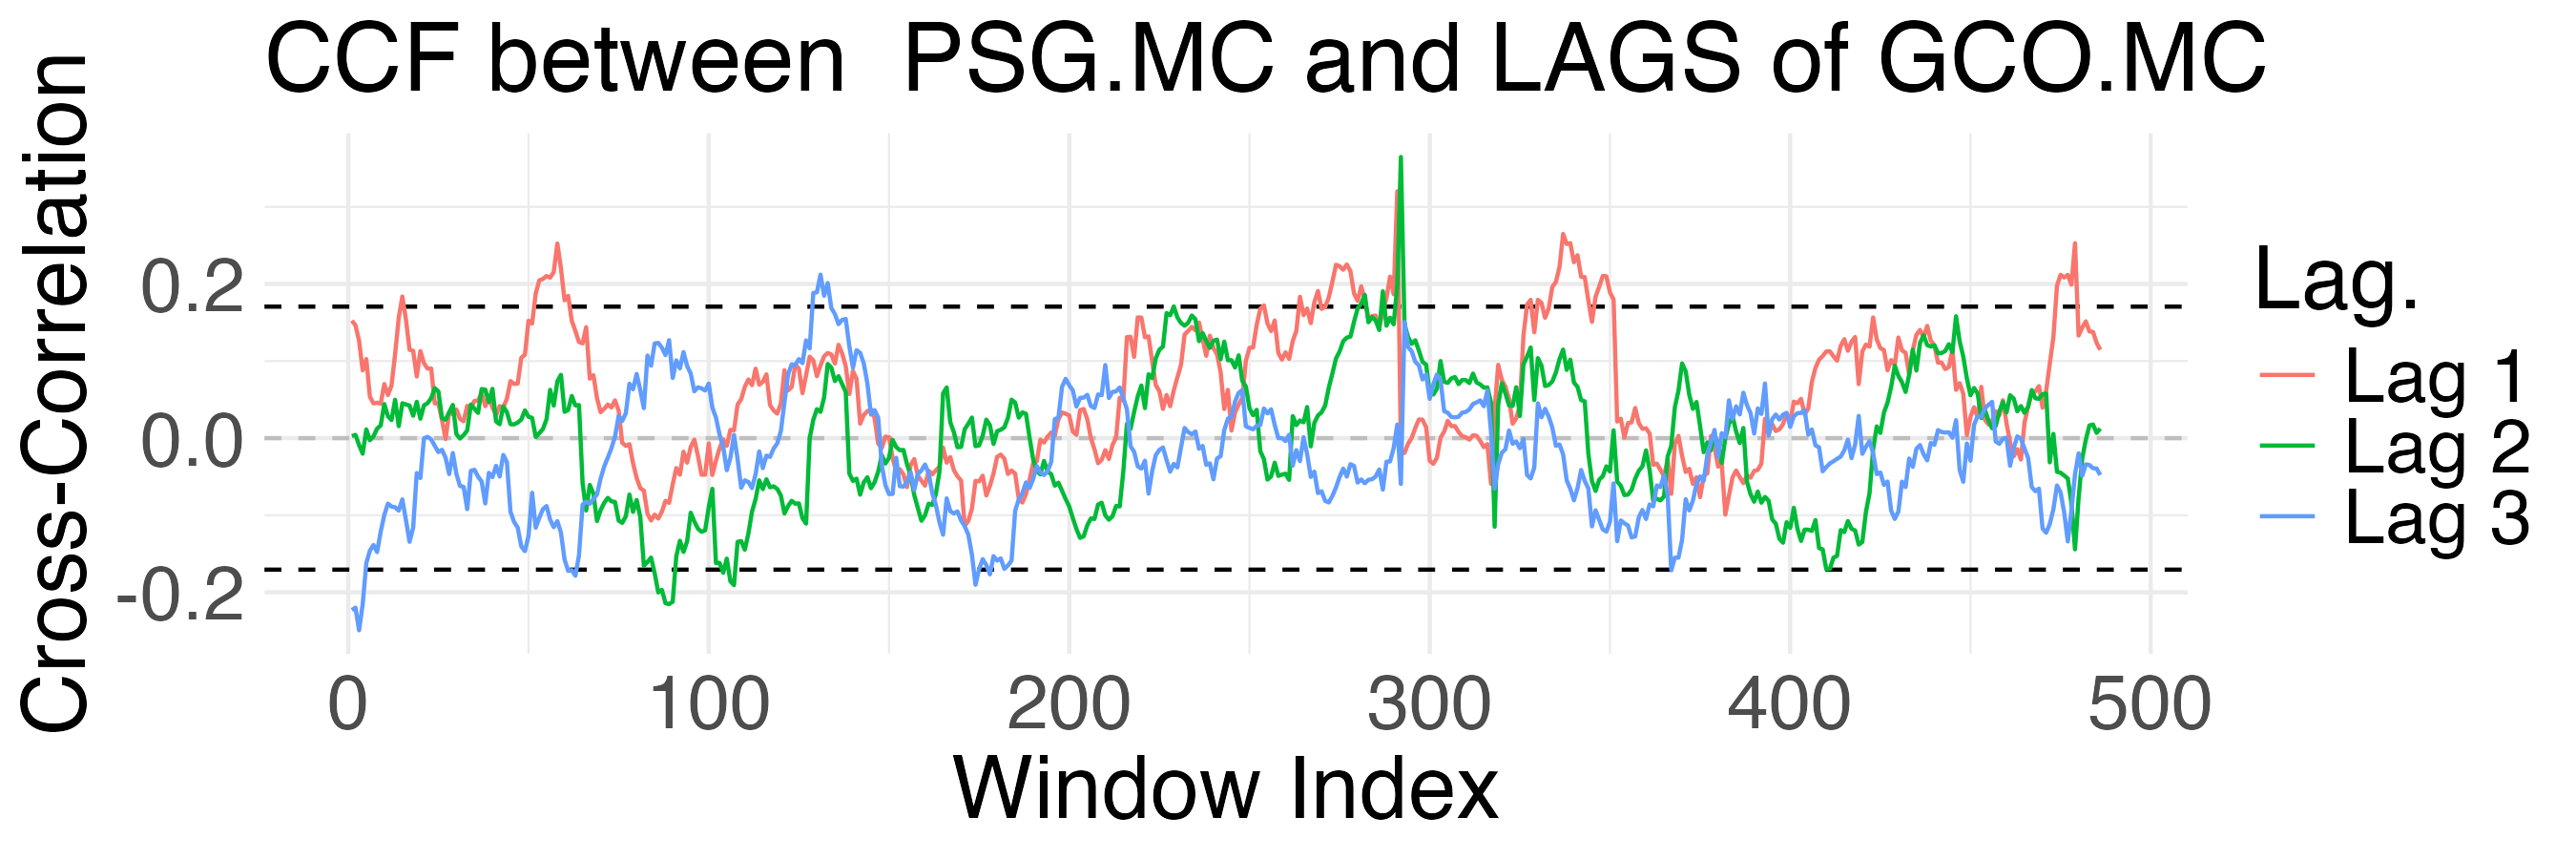 CCF between  PSG.MC and LAGS of GCO.MC
Cross-Correlation
0.2
0.0
-0.2
0
100
200
300
400
500
Window Index
Lag.
Lag 1
Lag 2
Lag 3